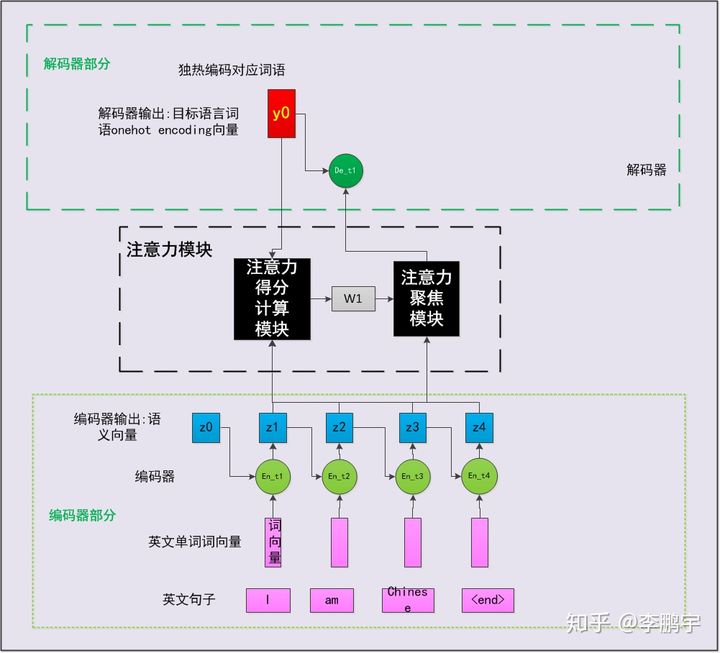 解码器部分
独热编码对应词语
解码器输出:目标语言词
语onehot encoding向量
y0
De_t1
解码器
注意力模块
注意力
得分
计算
模块
W1
注意力
聚焦
模块
编码器输出:语
义向量
z0
z1
z2
z3
z4
编码器
En_t1
En_t2
En_t3
En_t4
编码器部分
英文单词词向量
词
向
量
英文句子
I
am
Chines
e
<end>
知乎 @李鹏宇